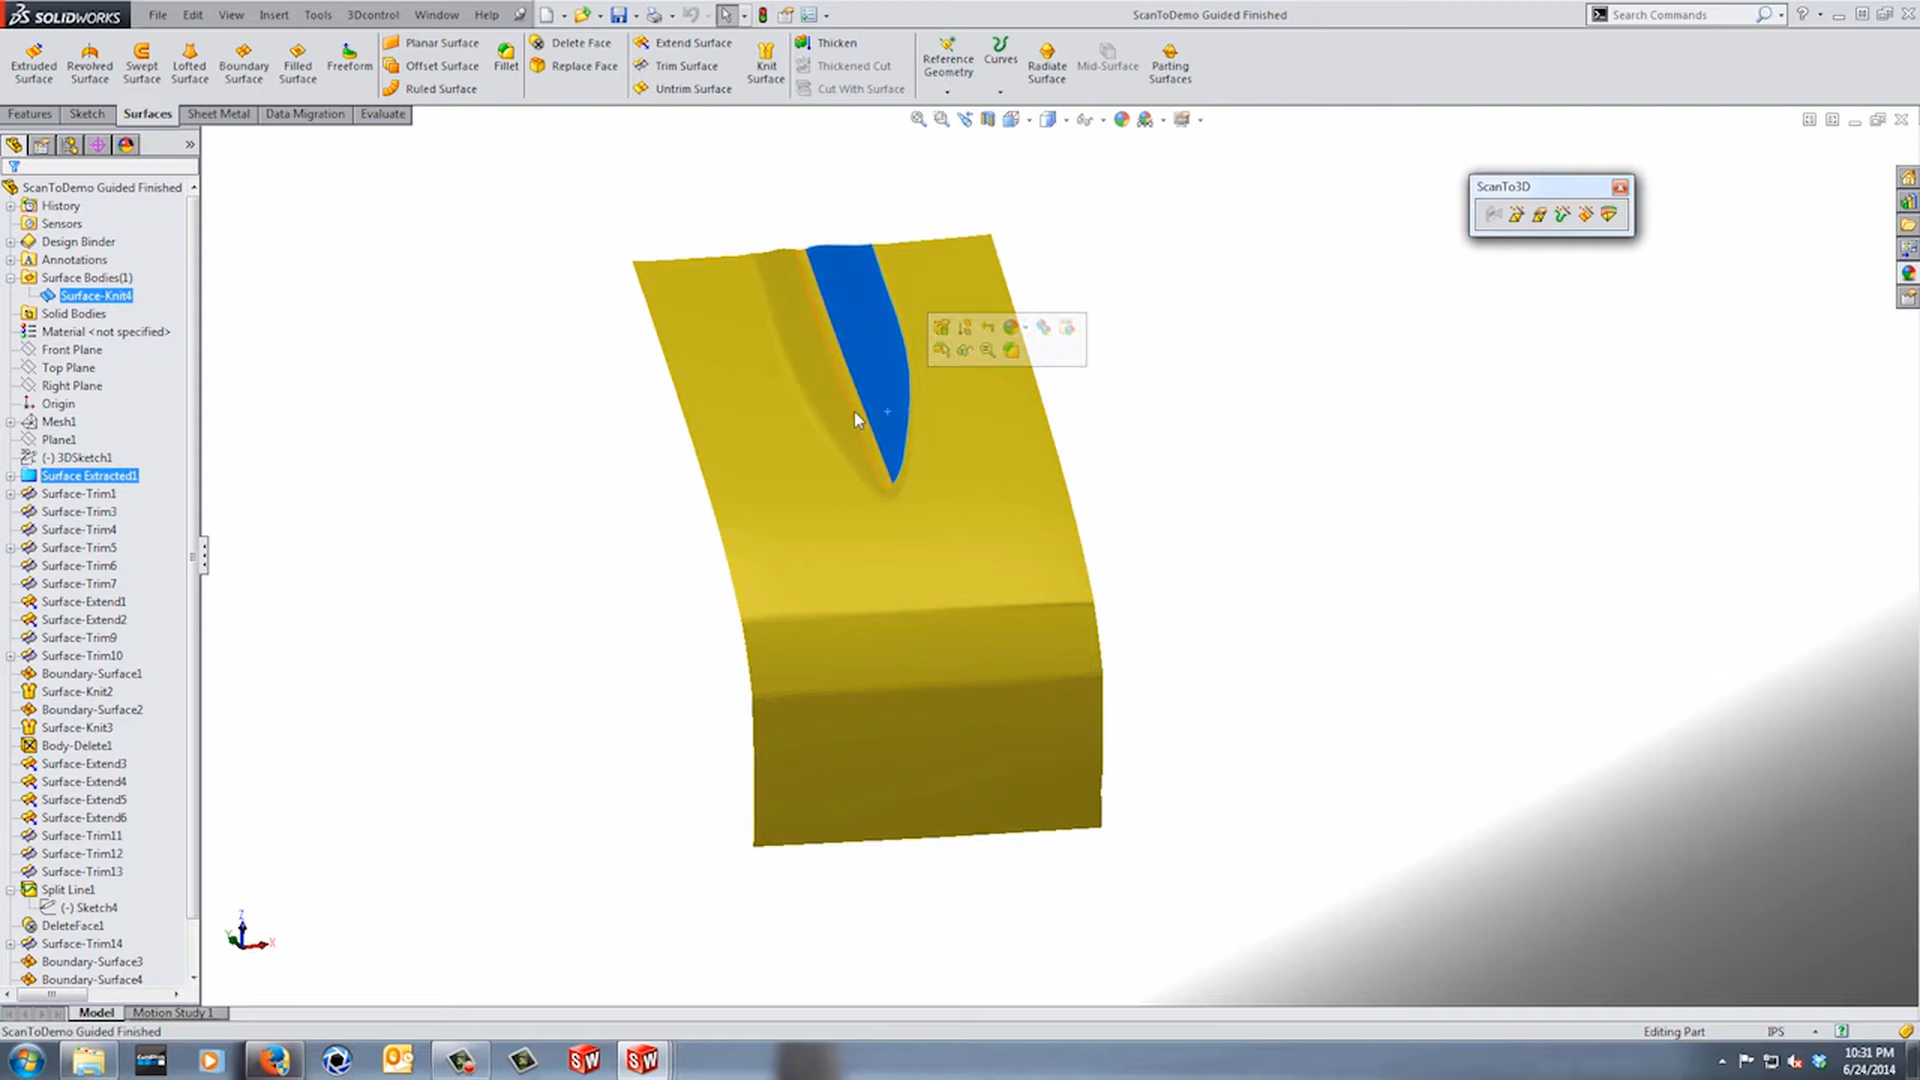 SOLIDWORKS File Edit View Insert Tools 3Dcontrol Window Help ScanToDemo Guided Finished Search Commands
Extruded Surface
Revolved Surface
Swept Surface
Lofted Surface
Boundary Surface
Filled Surface
Freeform
Planar Surface
Offset Surface
Ruled Surface
Fillet
Delete Face
Replace Face
Extend Surface
Trim Surface
Untrim Surface
Knit Surface
Thicken
Thickened Cut
Cut With Surface
Reference Geometry
Curves
Radiate Surface
Mid-Surface
Parting Surfaces
Features Sketch Surfaces Sheet Metal Data Migration Evaluate
ScanTo3D
ScanToDemo Guided Finished
History
Sensors
Design Binder
Annotations
Surface Bodies(1)
Surface-Knit4
Solid Bodies
Material <not specified>
Front Plane
Top Plane
Right Plane
Origin
Mesh1
Plane1
(-) 3DSketch1
Surface Extracted1
Surface-Trim1
Surface-Trim3
Surface-Trim4
Surface-Trim5
Surface-Trim6
Surface-Trim7
Surface-Extend1
Surface-Extend2
Surface-Trim9
Surface-Trim10
Boundary-Surface1
Surface-Knit2
Boundary-Surface2
Surface-Knit3
Body-Delete1
Surface-Extend3
Surface-Extend4
Surface-Extend5
Surface-Extend6
Surface-Trim11
Surface-Trim12
Surface-Trim13
Split Line1
(-) Sketch4
DeleteFace1
Surface-Trim14
Boundary-Surface3
Boundary-Surface4
Z
Y X
Model Motion Study 1
ScanToDemo Guided Finished Editing Part IPS
SW SW
10:31 PM
6/24/2014